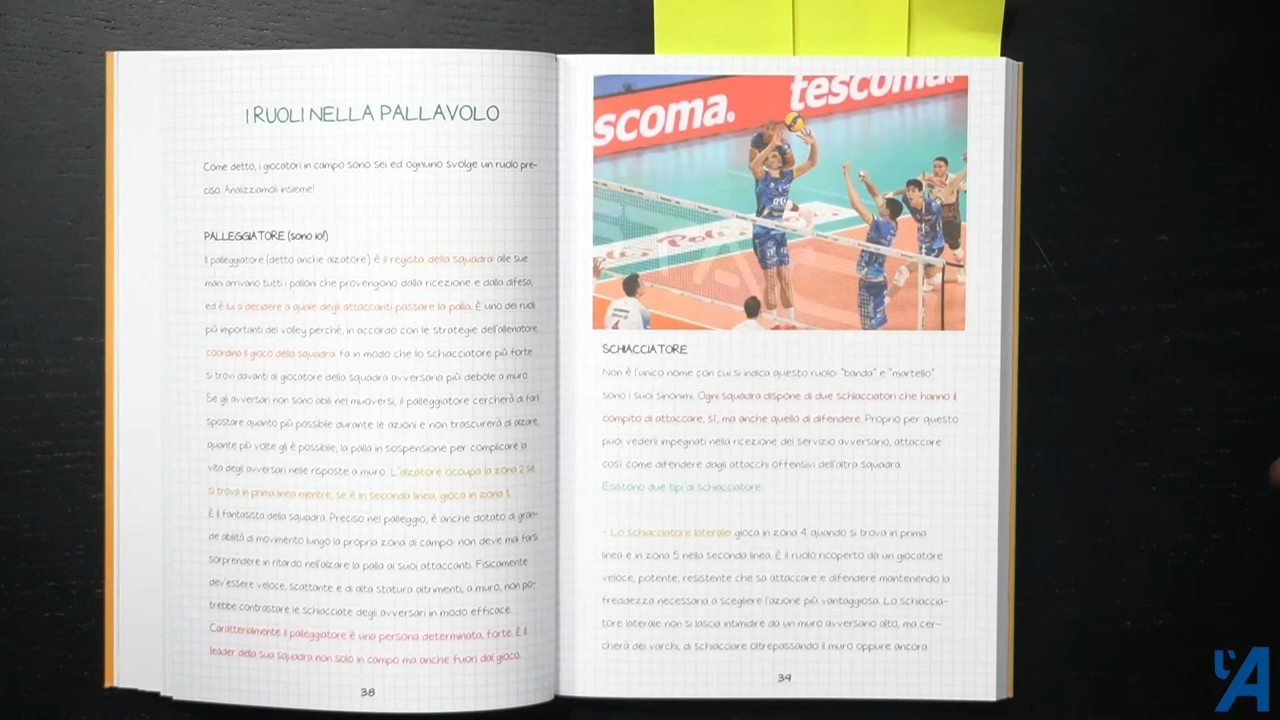 I RUOLI NELLA PALLAVOLO
Come detto, i giocatori in campo sono sei ed ognuno svolge un ruolo pre-
ciso. Analizziamoli insieme!
PALLEGGIATORE (sono io!)
Il palleggiatore (detto anche alzatore) è il regista della squadra: alle sue
mani arrivano tutti i palloni che provengono dalla ricezione e dalla difesa,
ed è lui a decidere a quale degli attaccanti passare la palla. È uno dei ruoli
più importanti del volley perché, in accordo con le strategie dell'allenatore,
coordina il gioco della squadra: fa in modo che lo schiacciatore più forte
si trovi davanti al giocatore della squadra avversaria più debole a muro.
Se gli avversari non sono abili nel muoversi, il palleggiatore cercherà di farli
spostare quanto più possibile durante le azioni e non trascurerà di alzare,
quante più volte gli è possibile, la palla in sospensione per complicare la
vita degli avversari nelle risposte a muro. L'alzatore occupa la zona 2 se
si trova in prima linea mentre, se è in seconda linea, gioca in zona 1.
È il fantasista della squadra. Preciso nel palleggio, è anche dotato di gran-
de abilità di movimento lungo la propria zona di campo: non deve mai farsi
sorprendere in ritardo nell'alzare la palla ai suoi attaccanti. Fisicamente
dev'essere veloce, scattante e di alta statura altrimenti, a muro, non po-
trebbe contrastare le schiacciate degli avversari in modo efficace.
Caratterialmente il palleggiatore è una persona determinata, forte. È il
leader della sua squadra non solo in campo ma anche fuori dal gioco.
38
scoma.
tescoma.
4
SCHIACCIATORE
Non è l'unico nome con cui si indica questo ruolo: "banda" e "martello"
sono i suoi sinonimi. Ogni squadra dispone di due schiacciatori che hanno il
compito di attaccare, sì, ma anche quello di difendere. Proprio per questo
puoi vederli impegnati nella ricezione del servizio avversario, attaccare
così come difendere dagli attacchi offensivi dell'altra squadra.
Esistono due tipi di schiacciatore:
- Lo schiacciatore laterale: gioca in zona 4 quando si trova in prima
linea e in zona 5 nella seconda linea. È il ruolo ricoperto da un giocatore
veloce, potente, resistente che sa attaccare e difendere mantenendo la
freddezza necessaria a scegliere l'azione più vantaggiosa. Lo schiaccia-
tore laterale non si lascia intimidire da un muro avversario alto, ma cer-
cherà dei varchi, di schiacciare oltrepassando il muro oppure ancora
39
L'A